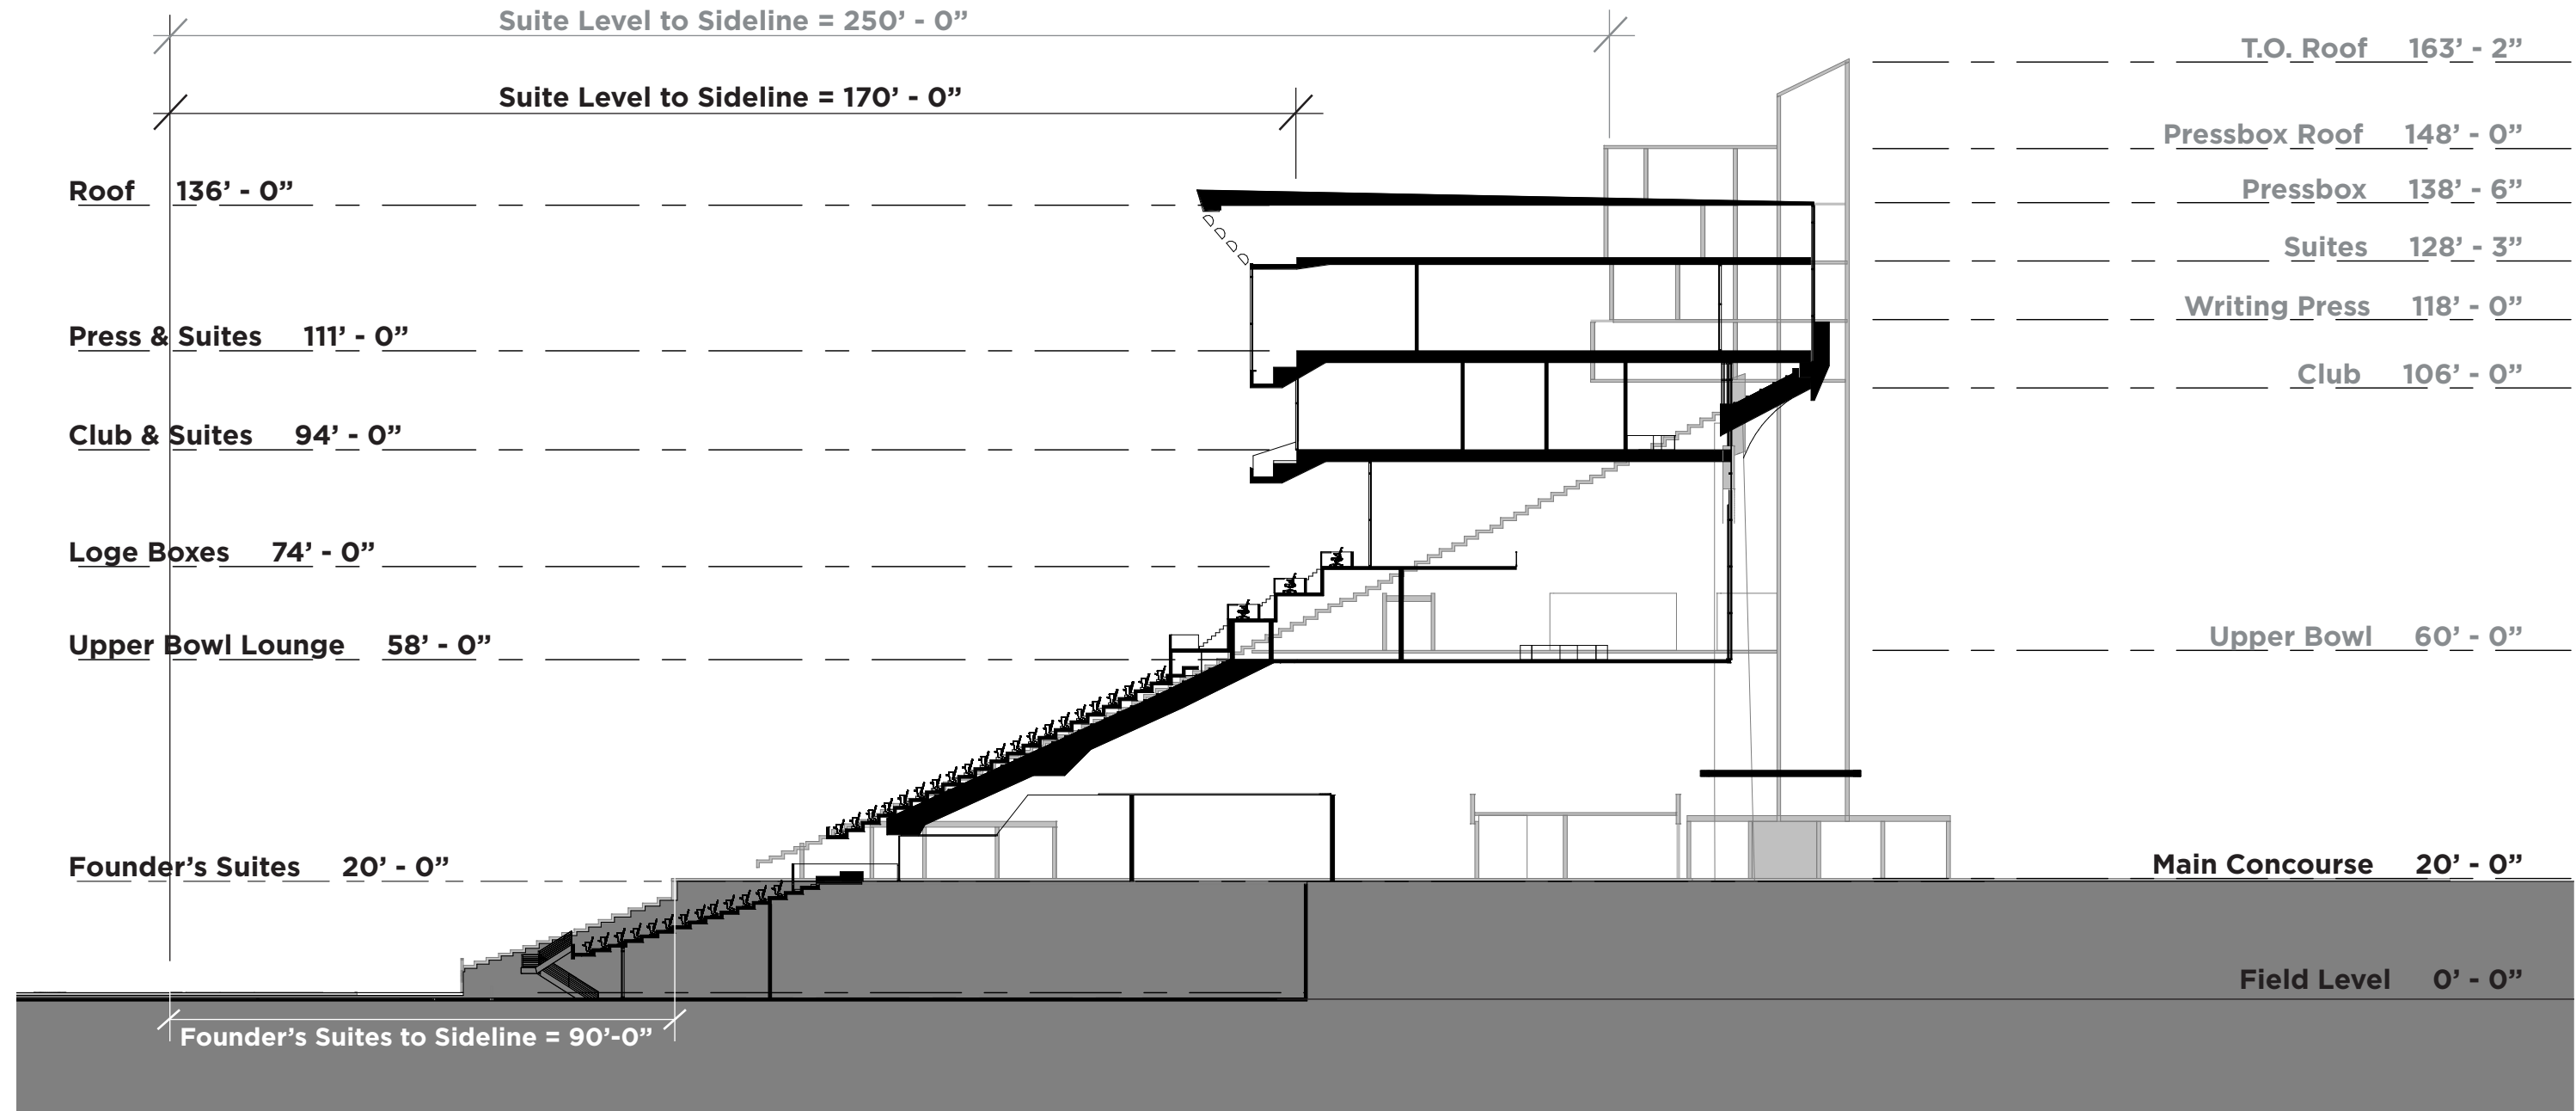 Suite Level to Sideline = 250’ - 0”
Suite Level to Sideline = 170’ - 0”
Roof 136’ - 0”
Press & Suites 111’ - 0”
Club & Suites 94’ - 0”
Loge Boxes 74’ - 0”
Upper Bowl Lounge 58’ - 0”
Founder’s Suites 20’ - 0”
Founder’s Suites to Sideline = 90’-0”
T.O. Roof 163’ - 2”
Pressbox Roof 148’ - 0”
Pressbox 138’ - 6”
Suites 128’ - 3”
Writing Press 118’ - 0”
Club 106’ - 0”
Upper Bowl 60’ - 0”
Main Concourse 20’ - 0”
Field Level 0’ - 0”